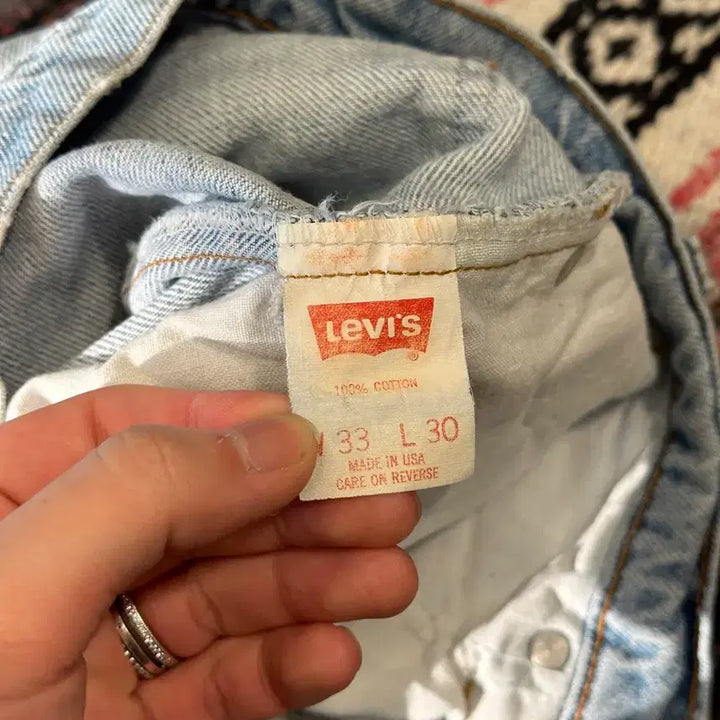 LEVI'S ®
100% COTTON
W 33 L 30
MADE IN USA
CARE ON REVERSE